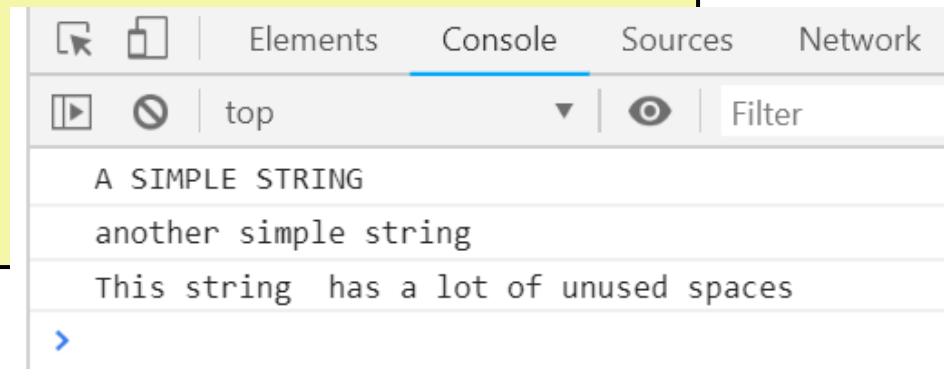 Elements Console Sources Network
top Filter
A SIMPLE STRING
another simple string
This string  has a lot of unused spaces